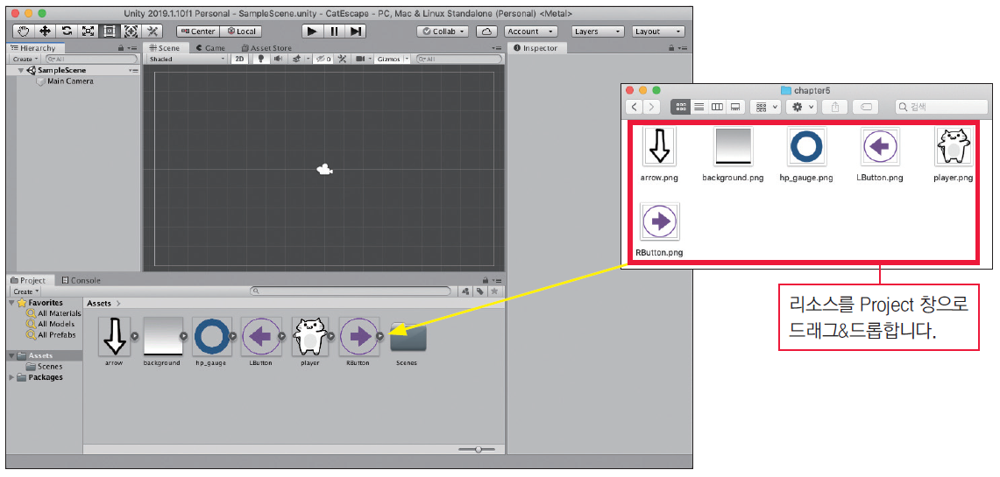 Unity 2019.1.10f1 Personal - SampleScene.unity - CatEscape - PC, Mac & Linux Standalone (Personal) <Metal>
Center Local Collab Account Layers Layout
Hierarchy
Create All
SampleScene
Main Camera
Scene Game Asset Store
Shaded 2D 0 Gizmos All
Inspector
chapter5
검색
arrow.png background.png hp_gauge.png LButton.png player.png
RButton.png
리소스를 Project 창으로
드래그&드롭합니다.
Project Console
Create
Favorites
All Materials
All Models
All Prefabs
Assets
Scenes
Packages
Assets
arrow background hp_gauge LButton player RButton Scenes